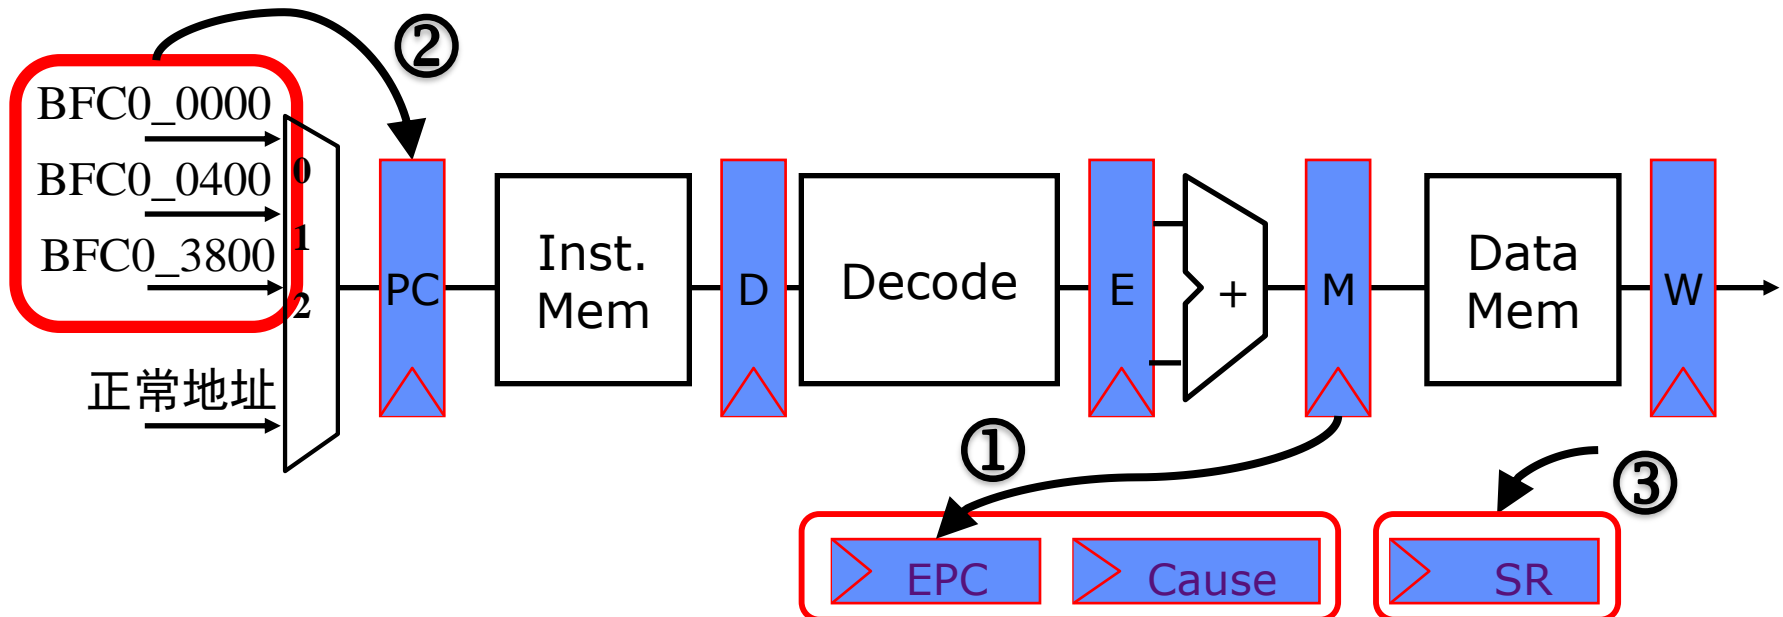 ②
BFC0_0000
BFC0_0400
0
BFC0_3800
1
2
正常地址
PC
Inst.
Mem
D
Decode
E
+
M
Data
Mem
W
①
③
EPC
Cause
SR